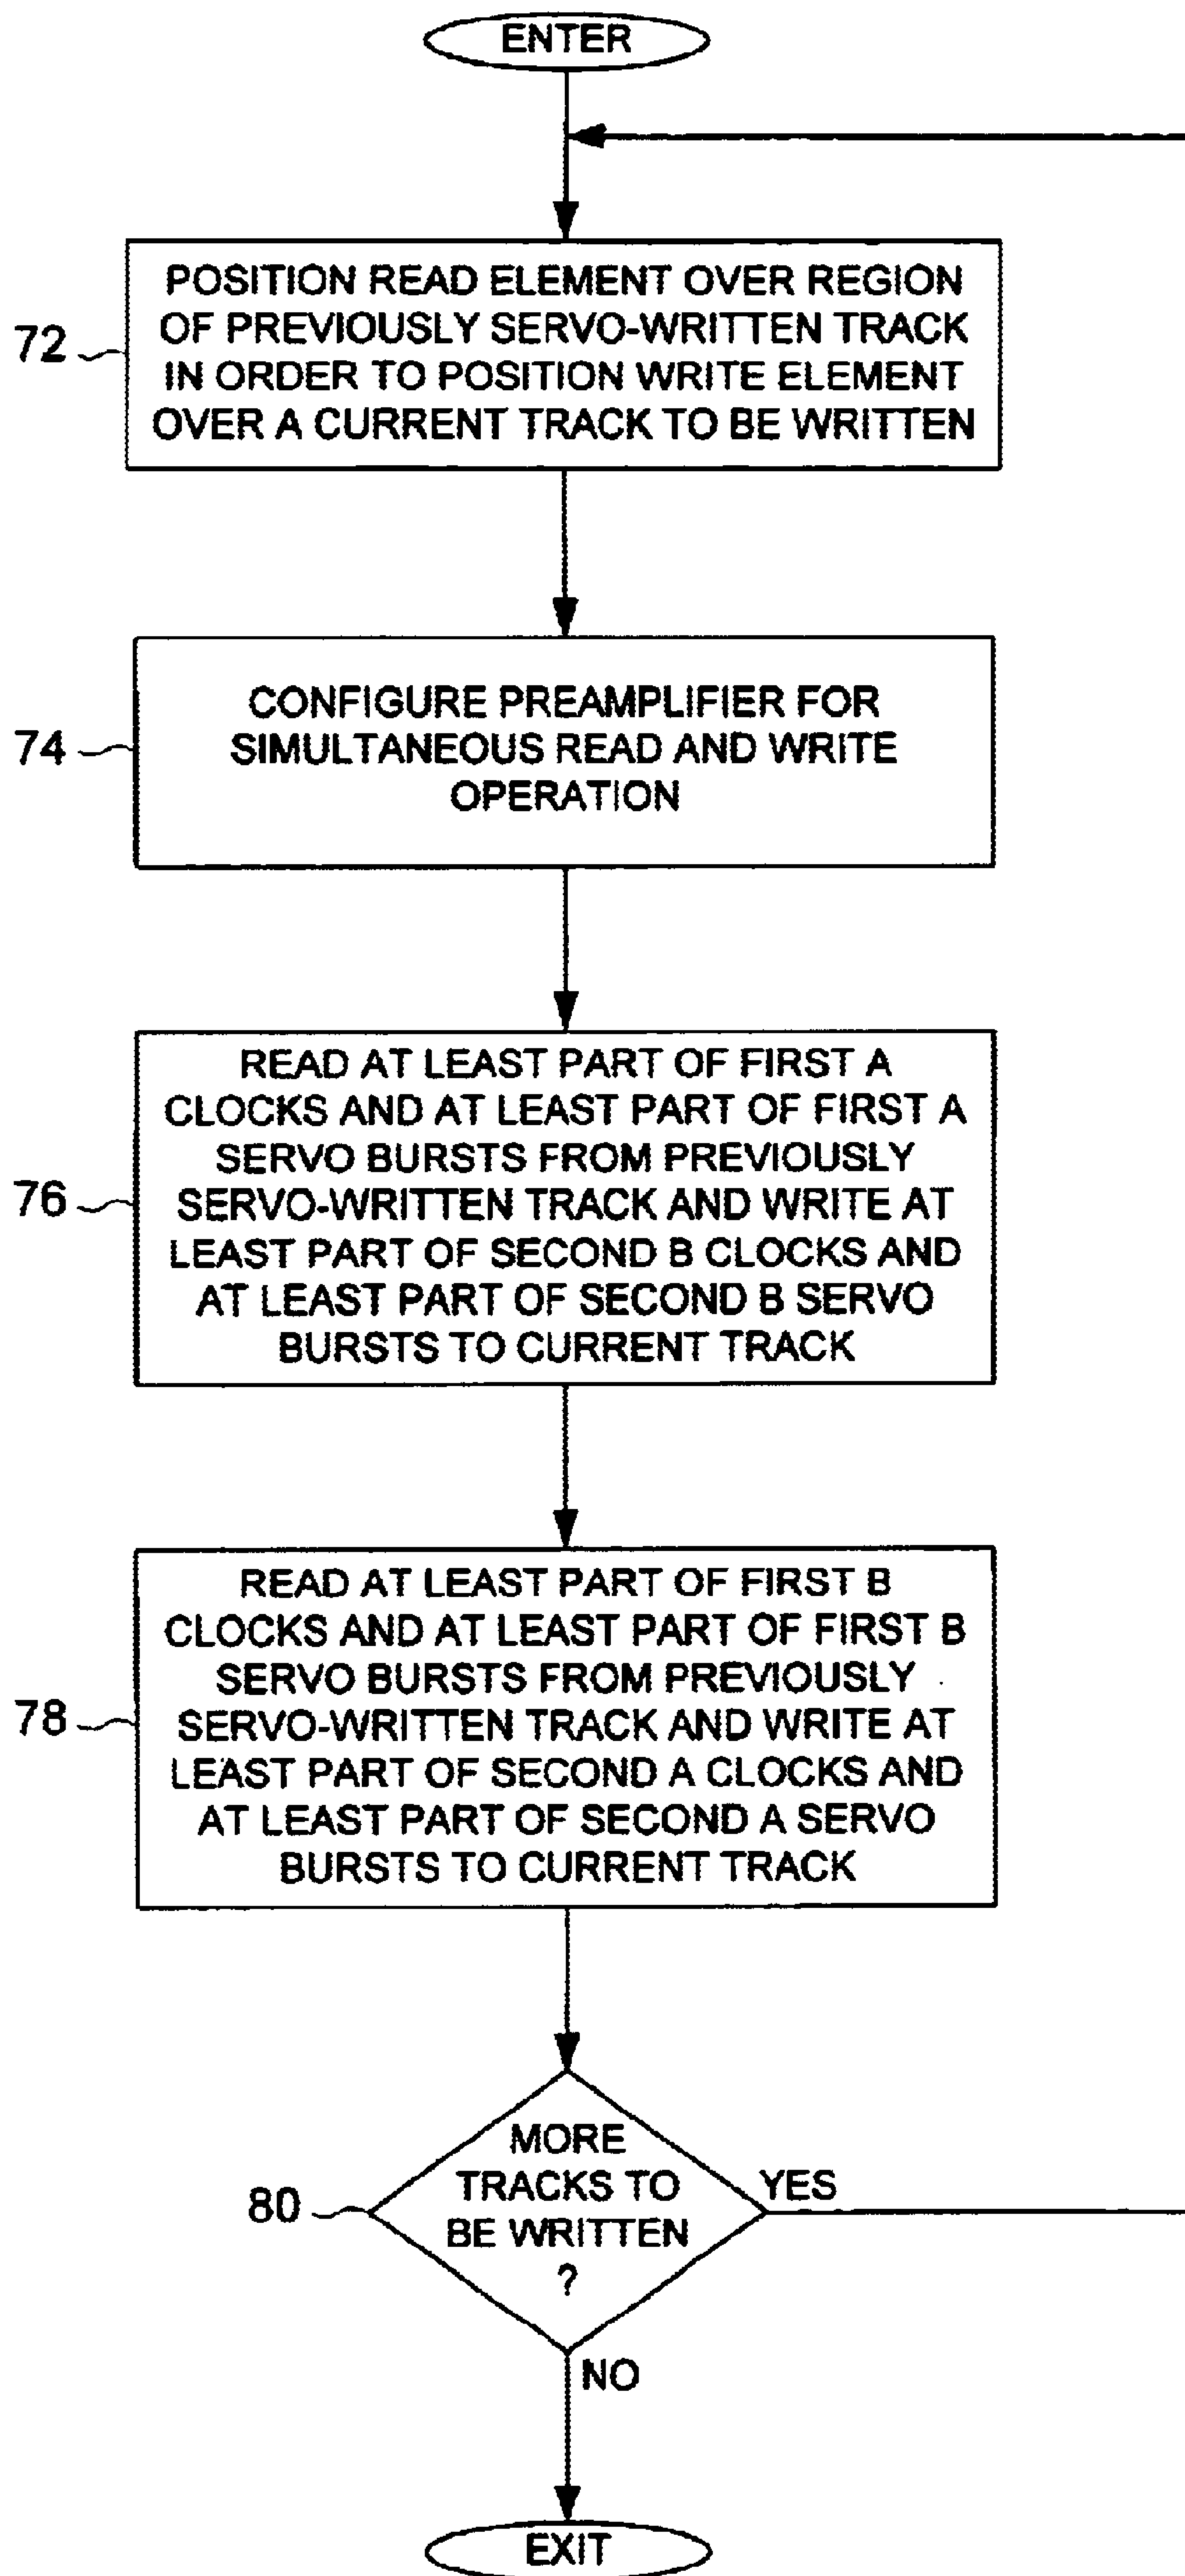 ENTER
72
POSITION READ ELEMENT OVER REGION
OF PREVIOUSLY SERVO-WRITTEN TRACK
IN ORDER TO POSITION WRITE ELEMENT
OVER A CURRENT TRACK TO BE WRITTEN
74
CONFIGURE PREAMPLIFIER FOR
SIMULTANEOUS READ AND WRITE
OPERATION
76
READ AT LEAST PART OF FIRST A
CLOCKS AND AT LEAST PART OF FIRST A
SERVO BURSTS FROM PREVIOUSLY
SERVO-WRITTEN TRACK AND WRITE AT
LEAST PART OF SECOND B CLOCKS AND
AT LEAST PART OF SECOND B SERVO
BURSTS TO CURRENT TRACK
78
READ AT LEAST PART OF FIRST B
CLOCKS AND AT LEAST PART OF FIRST B
SERVO BURSTS FROM PREVIOUSLY
SERVO-WRITTEN TRACK AND WRITE AT
LEAST PART OF SECOND A CLOCKS AND
AT LEAST PART OF SECOND A SERVO
BURSTS TO CURRENT TRACK
80
MORE
TRACKS TO
BE WRITTEN
?
YES
NO
EXIT